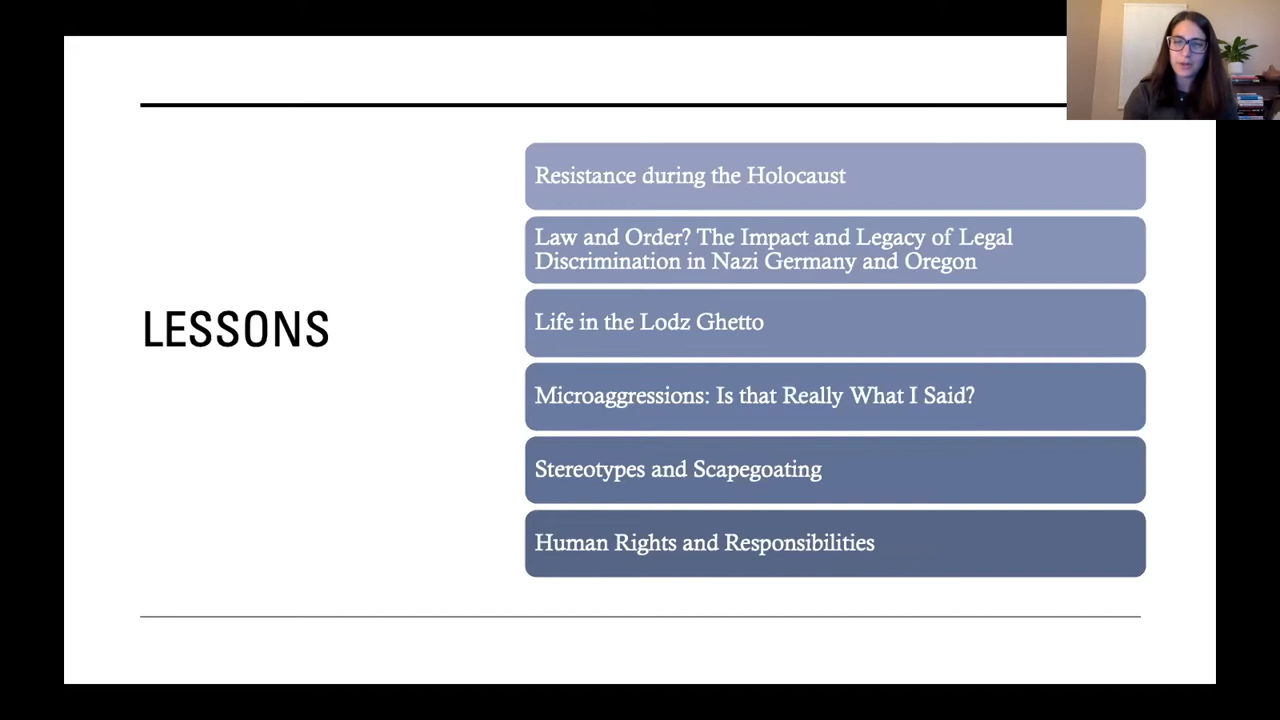 LESSONS
Resistance during the Holocaust
Law and Order? The Impact and Legacy of Legal
Discrimination in Nazi Germany and Oregon
Life in the Lodz Ghetto
Microaggressions: Is that Really What I Said?
Stereotypes and Scapegoating
Human Rights and Responsibilities